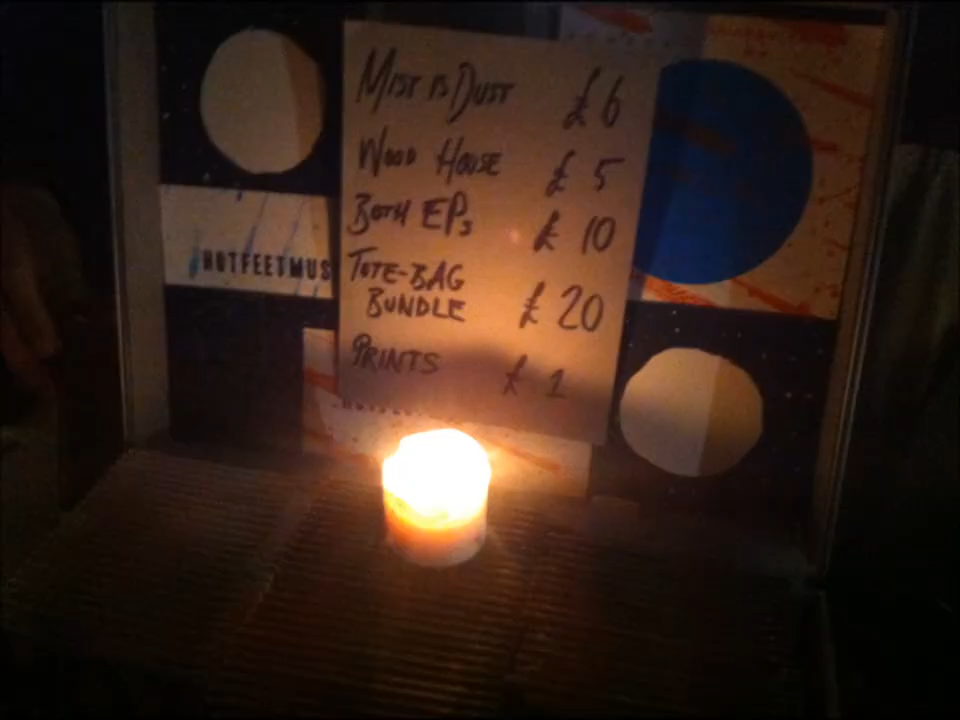 MIST IS DUST £6
WOOD HOUSE £5
BOTH EPs £10
TOTE-BAG
BUNDLE £20
PRINTS £1
HOTFEETMUS